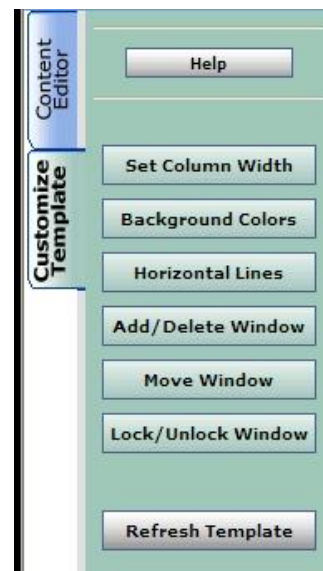 Content
Editor
Customize
Template
Help
Set Column Width
Background Colors
Horizontal Lines
Add/Delete Window
Move Window
Lock/Unlock Window
Refresh Template